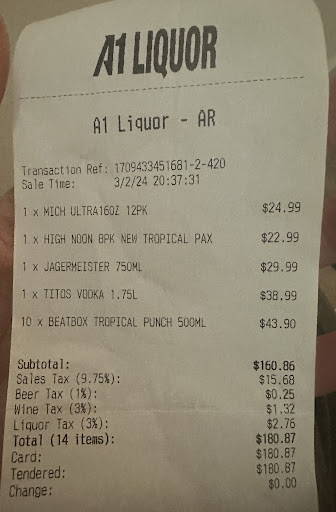 A1 LIQUOR
A1 Liquor - AR
Transaction Ref: 1709433451681-2-420
Sale Time: 3/2/24 20:37:31
1 x MICH ULTRA16OZ 12PK $24.99
1 x HIGH NOON 8PK NEW TROPICAL PAX $22.99
1 x JAGERMEISTER 750ML $29.99
1 x TITOS VODKA 1.75L $38.99
10 x BEATBOX TROPICAL PUNCH 500ML $43.90
Subtotal: $160.86
Sales Tax (9.75%): $15.68
Beer Tax (1%): $0.25
Wine Tax (3%): $1.32
Liquor Tax (3%): $2.76
Total (14 items): $180.87
Card: $180.87
Tendered: $180.87
Change: $0.00